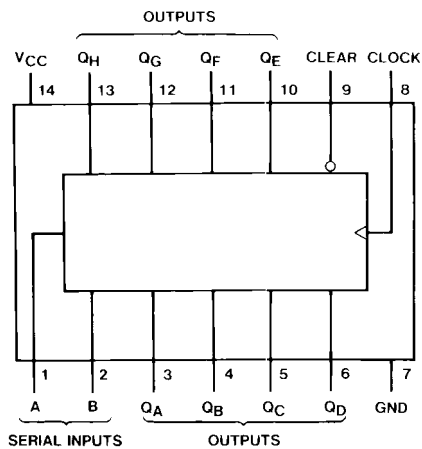 OUTPUTS
VCC QH QG QF QE CLEAR CLOCK
14 13 12 11 10 9 8
1 2 3 4 5 6 7
A B QA QB QC QD GND
SERIAL INPUTS OUTPUTS